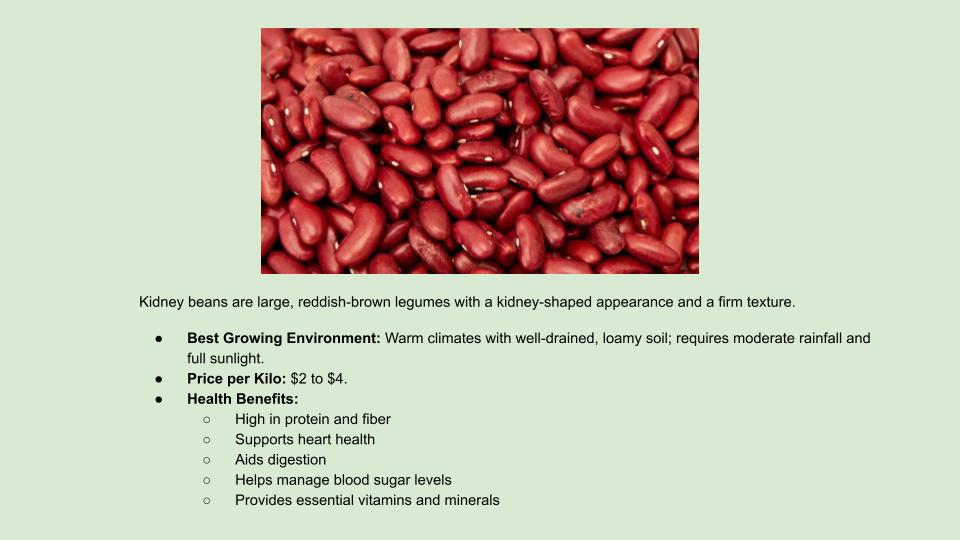 Kidney beans are large, reddish-brown legumes with a kidney-shaped appearance and a firm texture.
● Best Growing Environment: Warm climates with well-drained, loamy soil; requires moderate rainfall and
full sunlight.
● Price per Kilo: $2 to $4.
● Health Benefits:
○ High in protein and fiber
○ Supports heart health
○ Aids digestion
○ Helps manage blood sugar levels
○ Provides essential vitamins and minerals